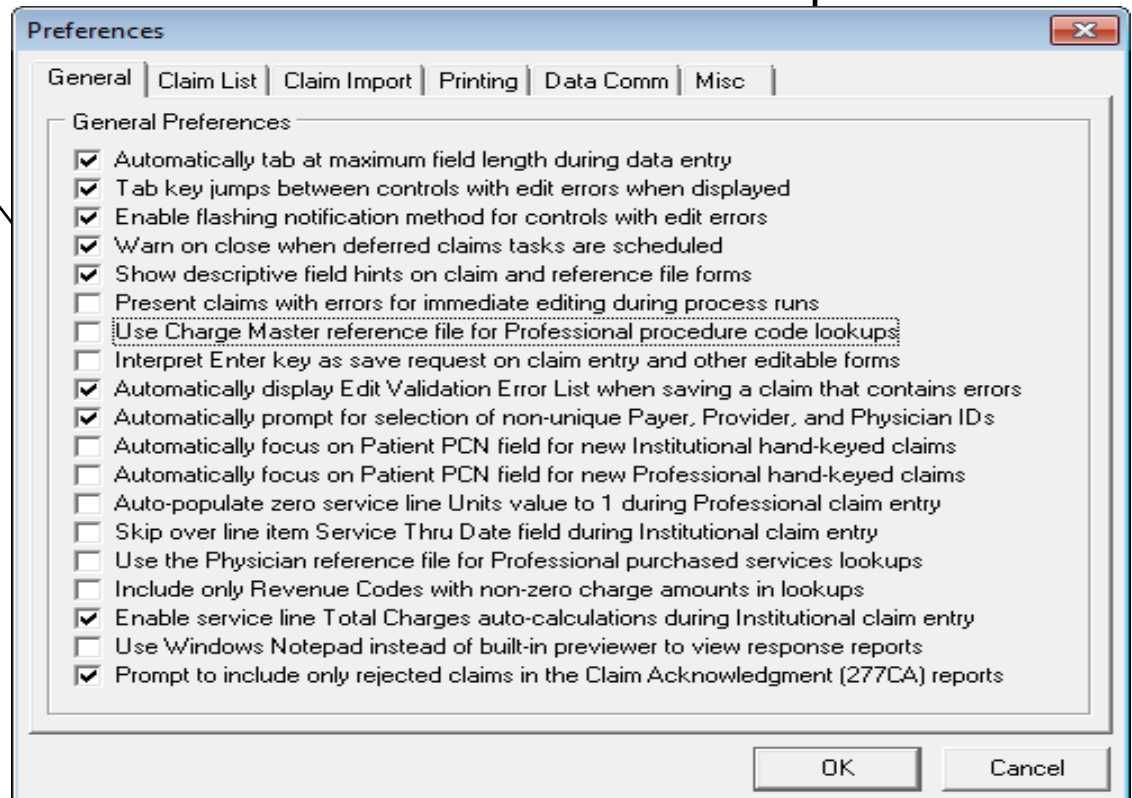 Preferences
General Claim List Claim Import Printing Data Comm Misc
General Preferences
Automatically tab at maximum field length during data entry
Tab key jumps between controls with edit errors when displayed
Enable flashing notification method for controls with edit errors
Warn on close when deferred claims tasks are scheduled
Show descriptive field hints on claim and reference file forms
Present claims with errors for immediate editing during process runs
Use Charge Master reference file for Professional procedure code lookups
Interpret Enter key as save request on claim entry and other editable forms
Automatically display Edit Validation Error List when saving a claim that contains errors
Automatically prompt for selection of non-unique Payer, Provider, and Physician IDs
Automatically focus on Patient PCN field for new Institutional hand-keyed claims
Automatically focus on Patient PCN field for new Professional hand-keyed claims
Auto-populate zero service line Units value to 1 during Professional claim entry
Skip over line item Service Thru Date field during Institutional claim entry
Use the Physician reference file for Professional purchased services lookups
Include only Revenue Codes with non-zero charge amounts in lookups
Enable service line Total Charges auto-calculations during Institutional claim entry
Use Windows Notepad instead of built-in previewer to view response reports
Prompt to include only rejected claims in the Claim Acknowledgment (277CA) reports
OK Cancel